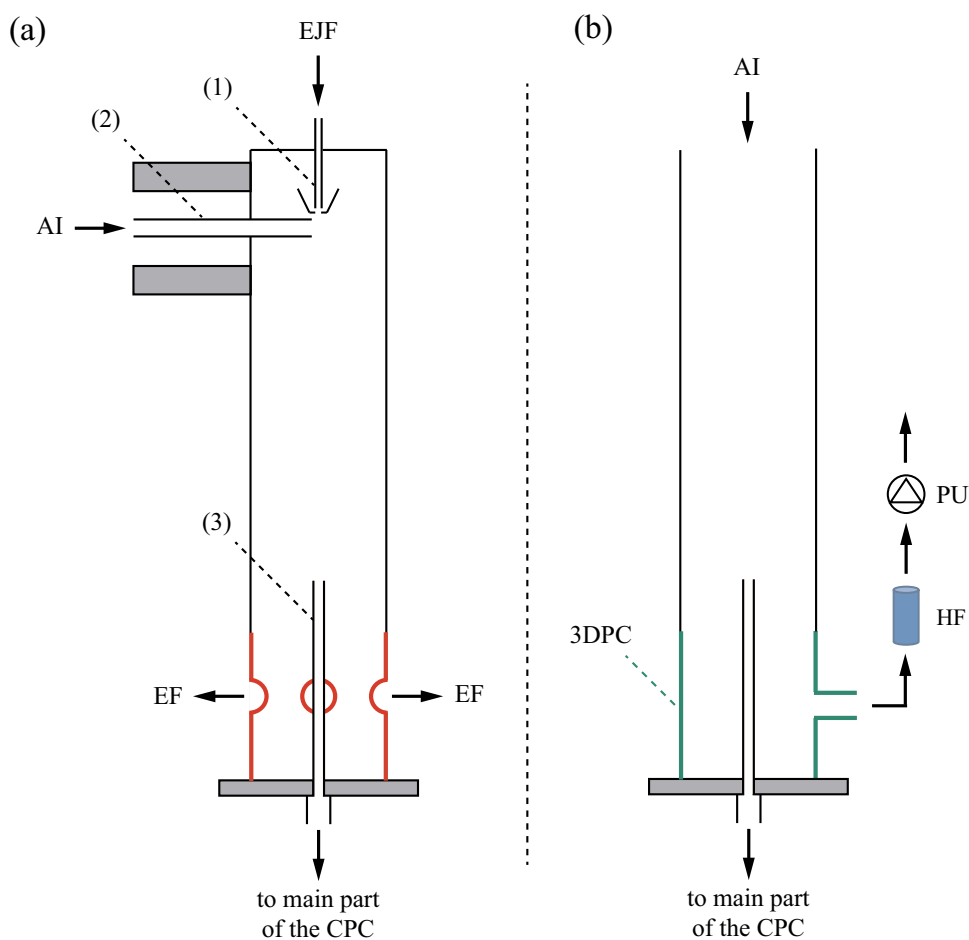 (a)
EJF
(1)
(2)
AI
(3)
EF
EF
to main part
of the CPC
(b)
AI
PU
HF
3DPC
to main part
of the CPC